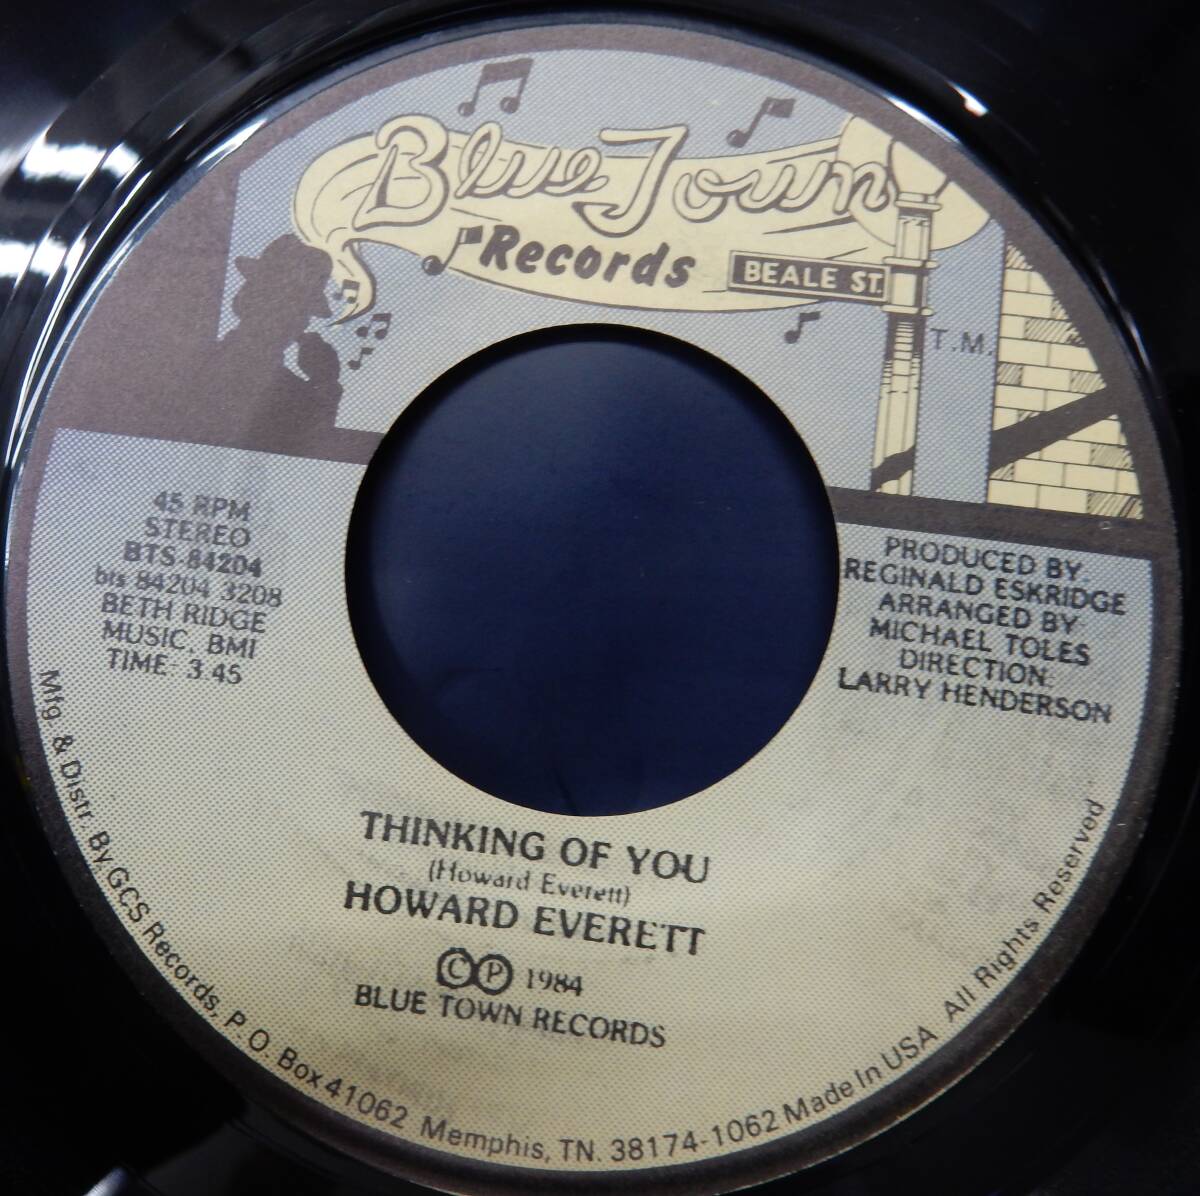 Blue Town
Records
BEALE ST.
T.M.
45 RPM
STEREO
BTS-84204
bts 84204 3208
BETH RIDGE
MUSIC, BMI
TIME- 3.45
PRODUCED BY:
REGINALD ESKRIDGE
ARRANGED BY:
MICHAEL TOLES
DIRECTION:
LARRY HENDERSON
THINKING OF YOU
(Howard Everett)
HOWARD EVERETT
©℗ 1984
BLUE TOWN RECORDS
Mfg. & Distr. By GCS Records, P.O. Box 41062 Memphis, TN. 38174-1062 Made In USA All Rights Reserved